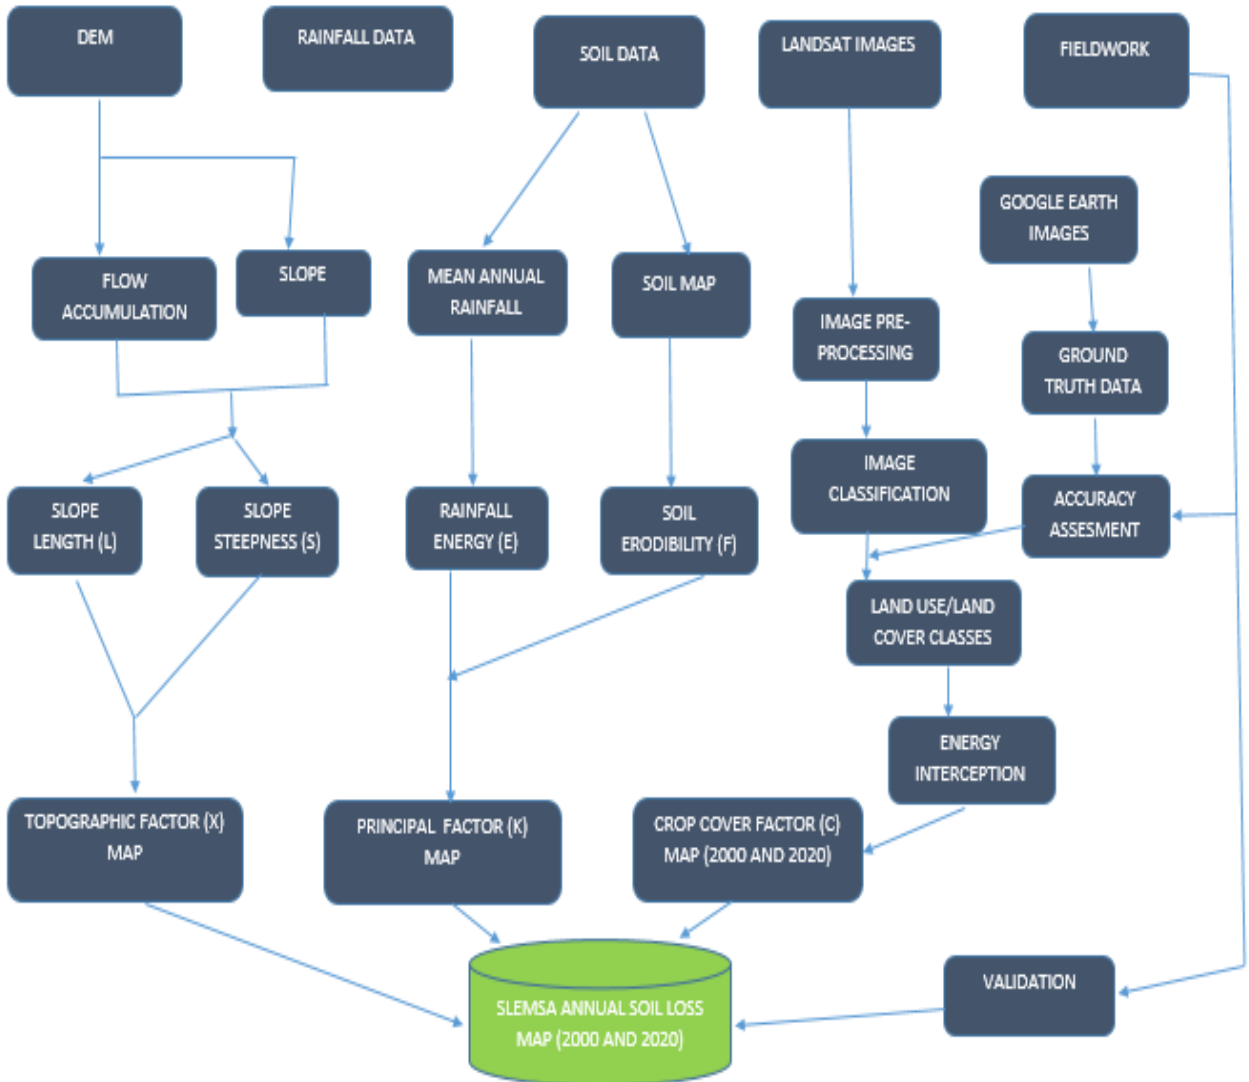 DEM
RAINFALL DATA
SOIL DATA
LANDSAT IMAGES
FIELDWORK
GOOGLE EARTH
IMAGES
FLOW
ACCUMULATION
SLOPE
MEAN ANNUAL
RAINFALL
SOIL MAP
IMAGE PRE-
PROCESSING
GROUND
TRUTH DATA
SLOPE
LENGTH (L)
SLOPE
STEEPNESS (S)
RAINFALL
ENERGY (E)
SOIL
ERODIBILITY (F)
IMAGE
CLASSIFICATION
ACCURACY
ASSESMENT
LAND USE/LAND
COVER CLASSES
ENERGY
INTERCEPTION
TOPOGRAPHIC FACTOR (X)
MAP
PRINCIPAL FACTOR (K)
MAP
CROP COVER FACTOR (C)
MAP (2000 AND 2020)
SLEMSA ANNUAL SOIL LOSS
MAP (2000 AND 2020)
VALIDATION